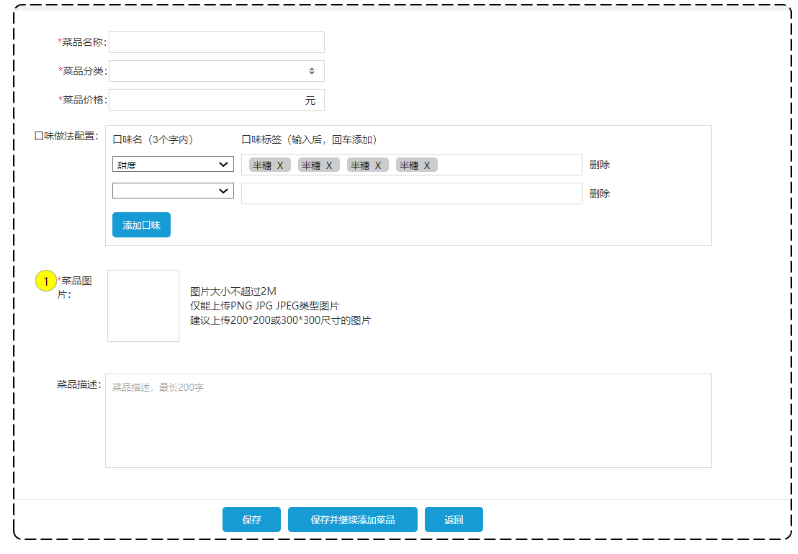 *菜品名称:
*菜品分类:
*菜品价格: 元
口味做法配置:
口味名（3个字内） 口味标签（输入后，回车添加）
甜度 半糖 X 半糖 X 半糖 X 半糖 X 删除
删除
添加口味
1 *菜品图片:
图片大小不超过2M
仅能上传PNG JPG JPEG类型图片
建议上传200*200或300*300尺寸的图片
菜品描述:
菜品描述，最长200字
保存 保存并继续添加菜品 返回